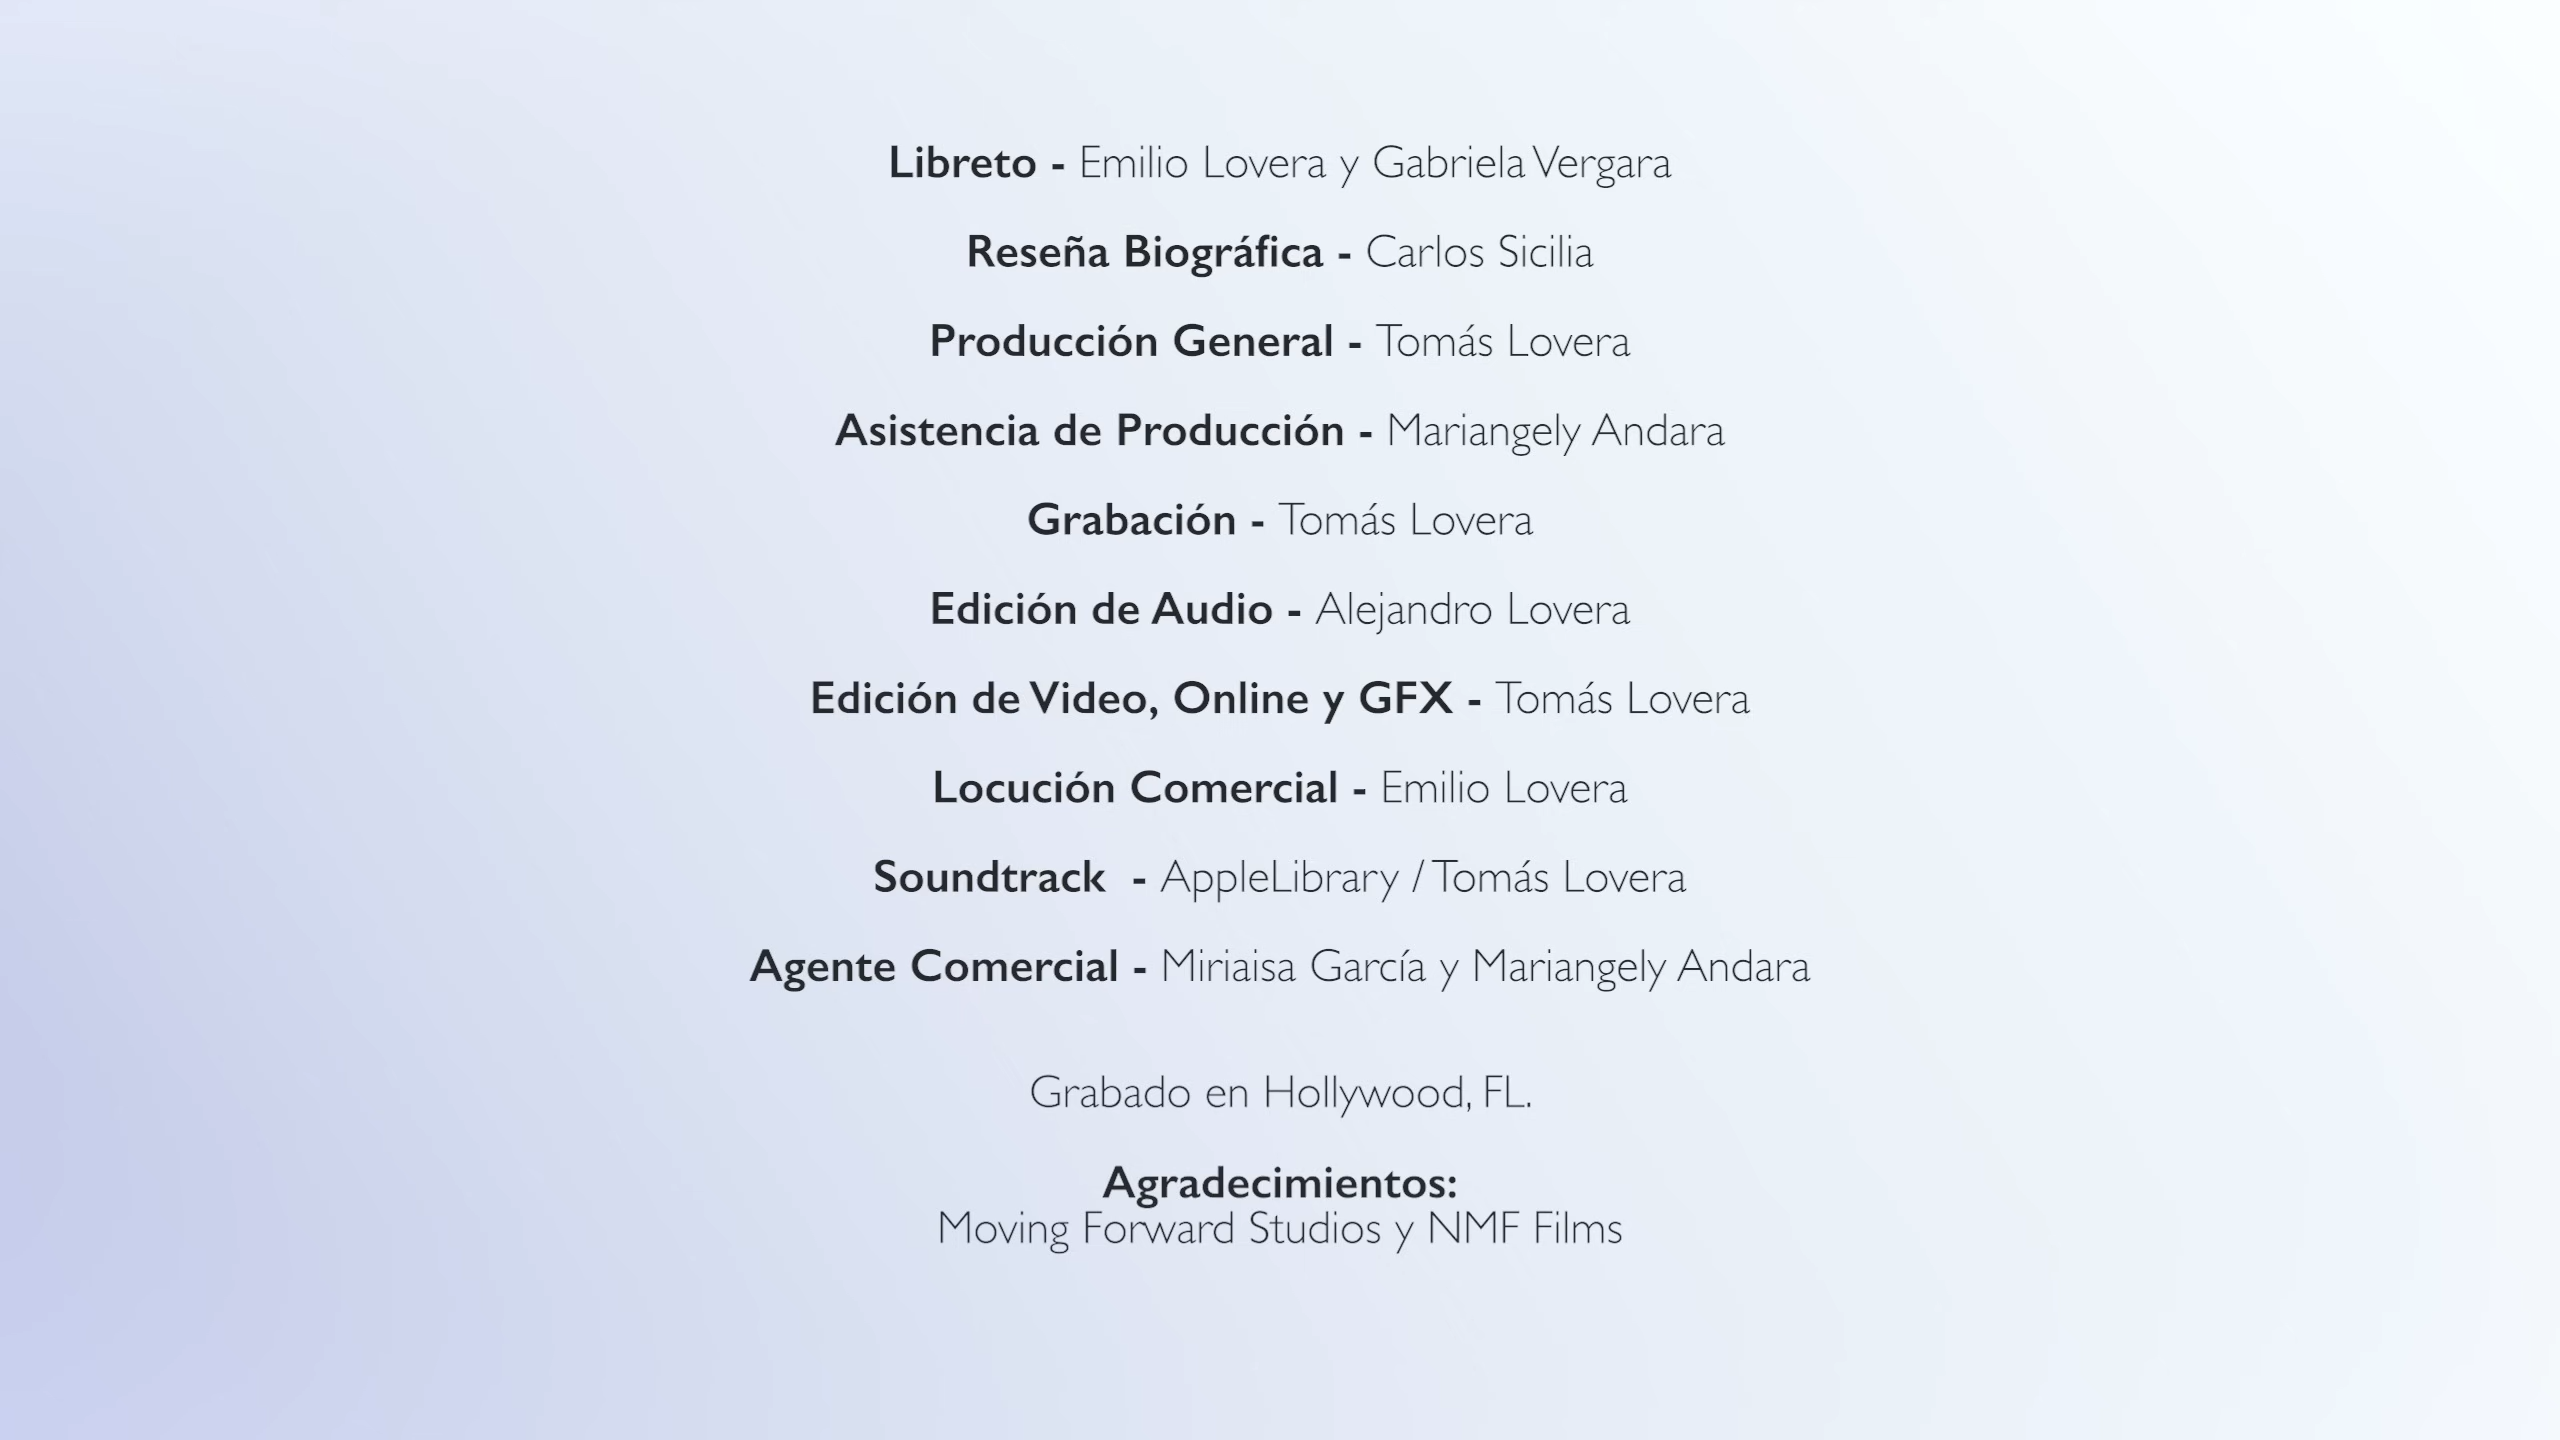 Libreto - Emilio Lovera y Gabriela Vergara
Reseña Biográfica - Carlos Sicilia
Producción General - Tomás Lovera
Asistencia de Producción - Mariangely Andara
Grabación - Tomás Lovera
Edición de Audio - Alejandro Lovera
Edición de Video, Online y GFX - Tomás Lovera
Locución Comercial - Emilio Lovera
Soundtrack  - AppleLibrary / Tomás Lovera
Agente Comercial - Miriaisa García y Mariangely Andara
Grabado en Hollywood, FL.
Agradecimientos:
Moving Forward Studios y NMF Films